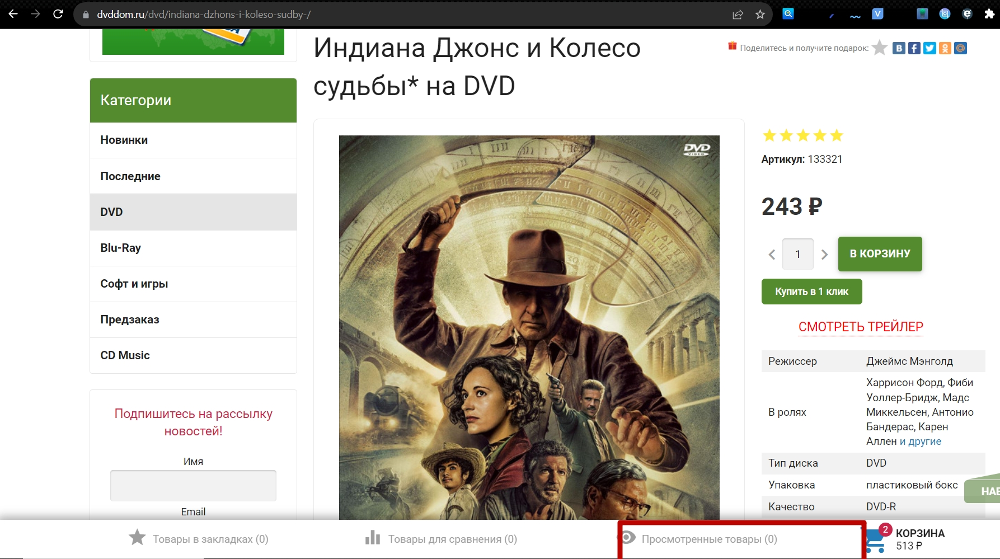 dvddom.ru/dvd/indiana-dzhons-i-koleso-sudby-/
Индиана Джонс и Колесо
судьбы* на DVD
Поделитесь и получите подарок:
Категории
Новинки
Последние
DVD
Blu-Ray
Софт и игры
Предзаказ
CD Music
Подпишитесь на рассылку
новостей!
Имя
Email
DVD
VIDEO
Артикул: 133321
243 ₽
1
В КОРЗИНУ
Купить в 1 клик
СМОТРЕТЬ ТРЕЙЛЕР
Режиссер Джеймс Мэнголд
В ролях Харрисон Форд, Фиби
Уоллер-Бридж, Мадс
Миккельсен, Антонио
Бандерас, Карен
Аллен и другие
Тип диска DVD
Упаковка пластиковый бокс
Качество DVD-R
НАВ
Товары в закладках (0)
Товары для сравнения (0)
Просмотренные товары (0)
2
КОРЗИНА
513 ₽